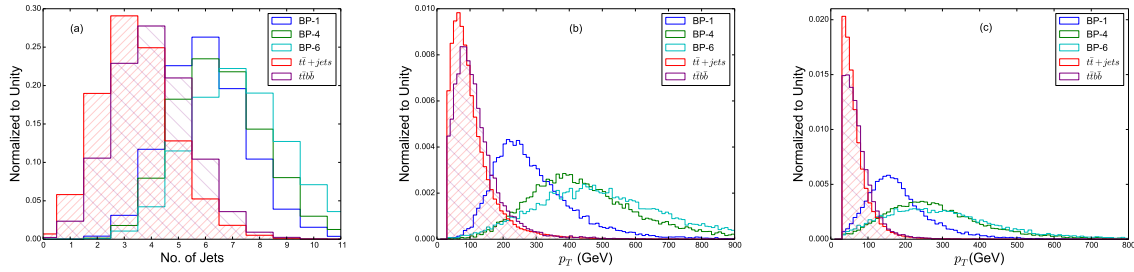 (a)
BP-1
BP-4
BP-6
tt̄ + jets
tt̄bb̄
Normalized to Unity
0.30
0.25
0.20
0.15
0.10
0.05
0.00
0 1 2 3 4 5 6 7 8 9 10 11
No. of Jets
(b)
BP-1
BP-4
BP-6
tt̄ + jets
tt̄bb̄
Normalized to Unity
0.010
0.008
0.006
0.004
0.002
0.000
0 100 200 300 400 500 600 700 800 900
p_T (GeV)
(c)
BP-1
BP-4
BP-6
tt̄ + jets
tt̄bb̄
Normalized to Unity
0.020
0.015
0.010
0.005
0.000
0 100 200 300 400 500 600 700 800
p_T (GeV)